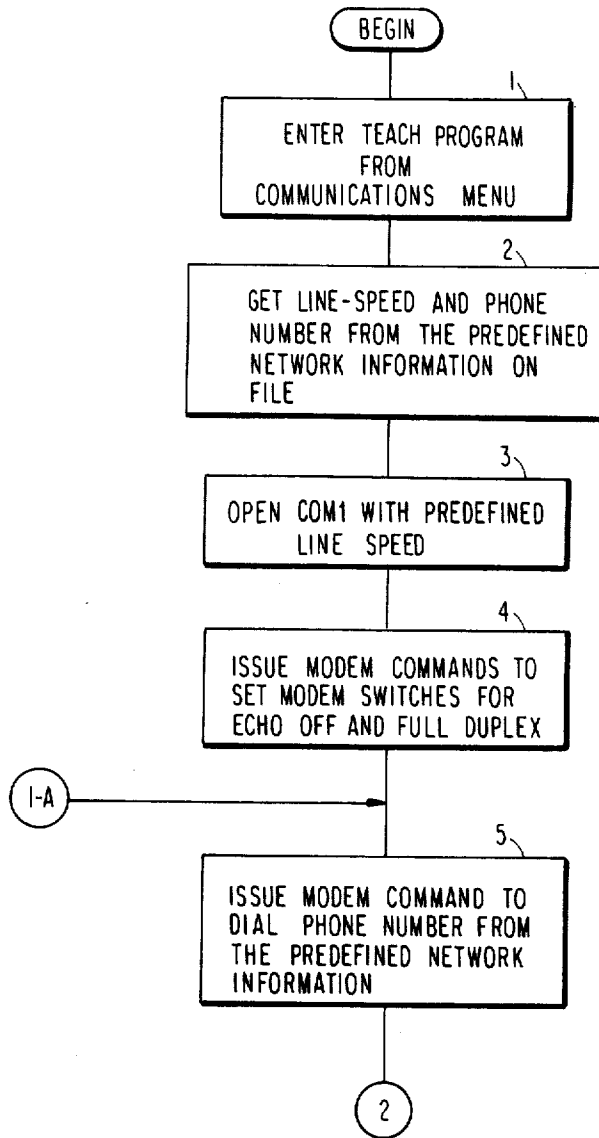 BEGIN
1
ENTER TEACH PROGRAM
FROM
COMMUNICATIONS MENU
2
GET LINE-SPEED AND PHONE
NUMBER FROM THE PREDEFINED
NETWORK INFORMATION ON
FILE
3
OPEN COM1 WITH PREDEFINED
LINE SPEED
4
ISSUE MODEM COMMANDS TO
SET MODEM SWITCHES FOR
ECHO OFF AND FULL DUPLEX
1-A
5
ISSUE MODEM COMMAND TO
DIAL PHONE NUMBER FROM
THE PREDEFINED NETWORK
INFORMATION
2